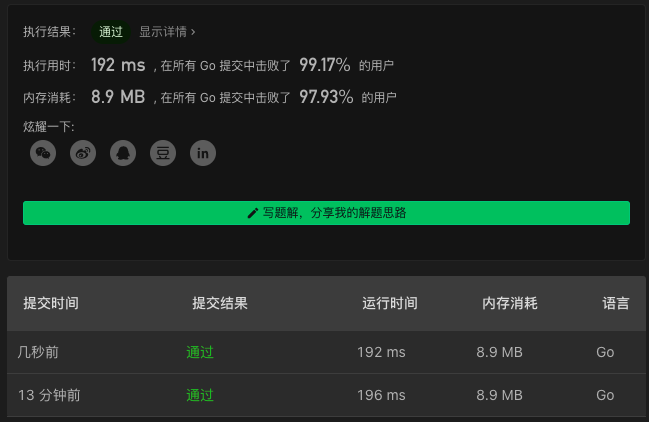 执行结果： 通过 显示详情 ›
执行用时： 192 ms , 在所有 Go 提交中击败了 99.17% 的用户
内存消耗： 8.9 MB , 在所有 Go 提交中击败了 97.93% 的用户
炫耀一下:
豆 in
写题解，分享我的解题思路
提交时间 提交结果 运行时间 内存消耗 语言
几秒前 通过 192 ms 8.9 MB Go
13 分钟前 通过 196 ms 8.9 MB Go